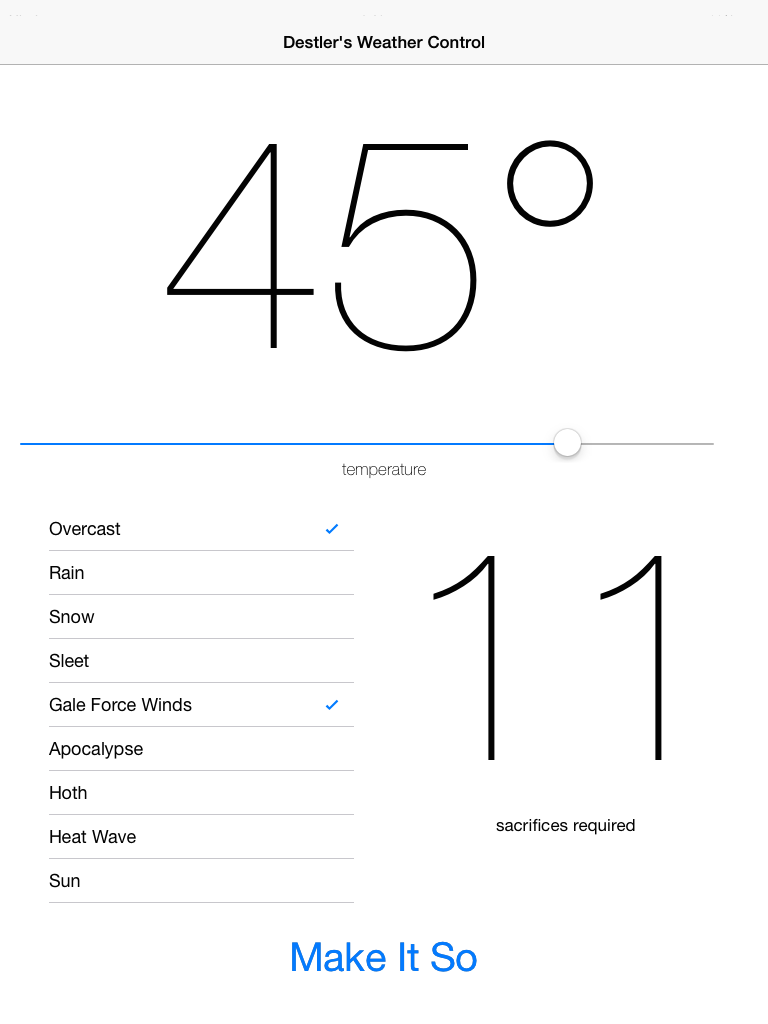 Destler's Weather Control
45°
temperature
Overcast
Rain
Snow
Sleet
Gale Force Winds
Apocalypse
Hoth
Heat Wave
Sun
11
sacrifices required
Make It So